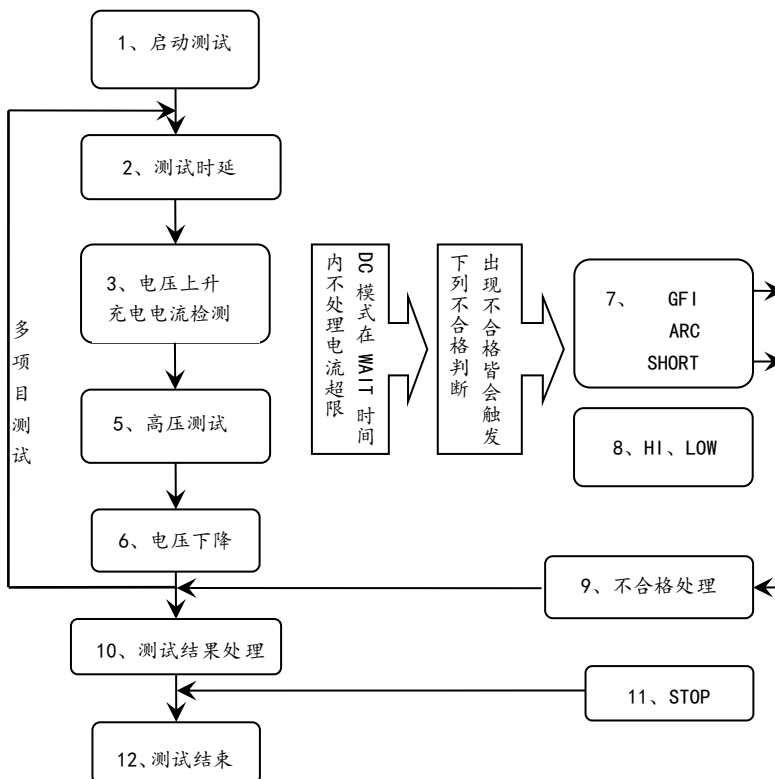 1、启动测试
2、测试时延
3、电压上升
充电电流检测
5、高压测试
6、电压下降
10、测试结果处理
12、测试结束
多项目测试
DC 模式在 WAIT 时间
内不处理电流超限
出现不合格皆会触发
下列不合格判断
7、 GFI
ARC
SHORT
8、HI、LOW
9、不合格处理
11、STOP